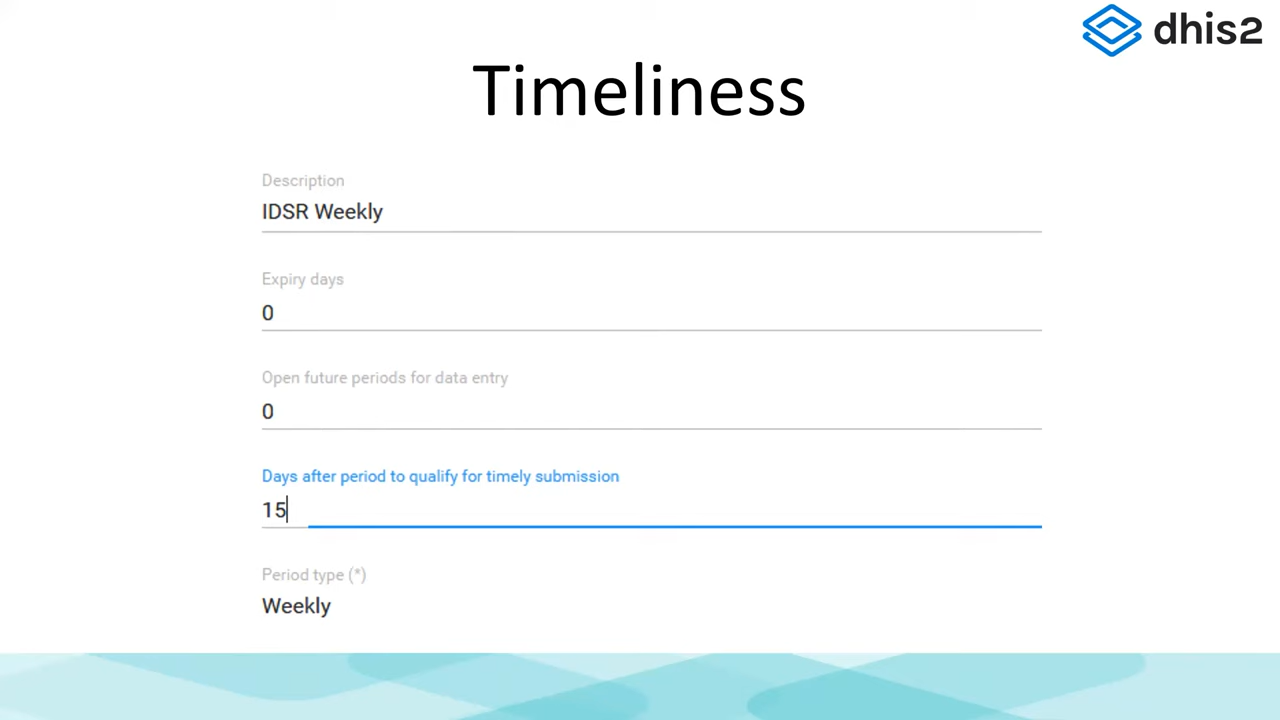 dhis2
Timeliness
Description
IDSR Weekly
Expiry days
0
Open future periods for data entry
0
Days after period to qualify for timely submission
15
Period type (*)
Weekly